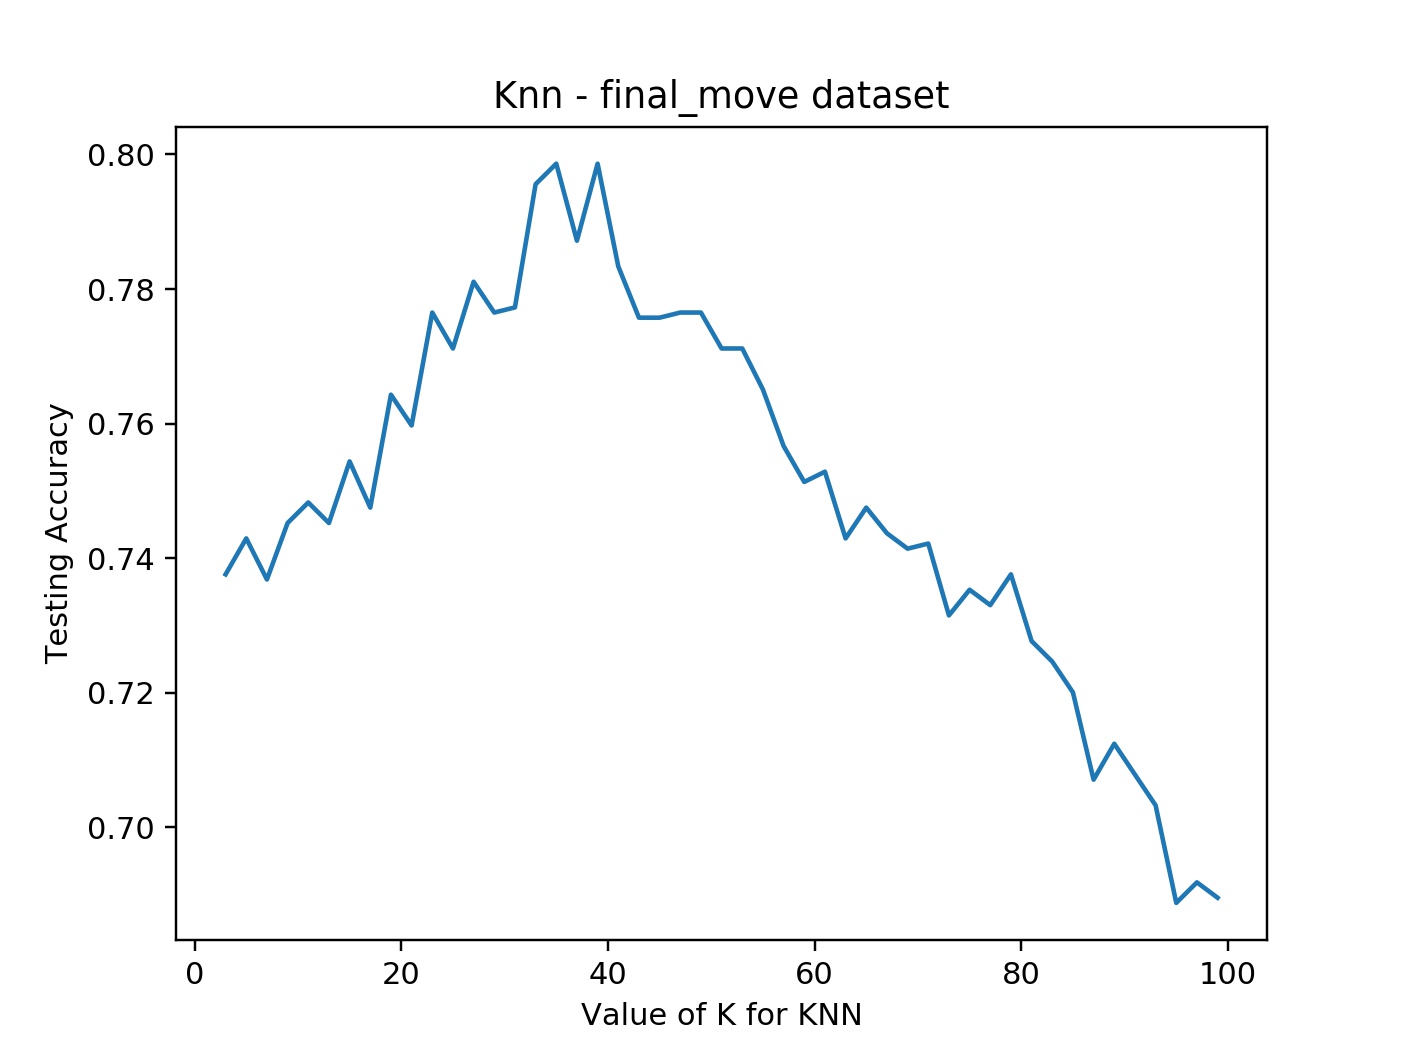 Knn - final_move dataset
0.80
0.78
0.76
0.74
0.72
0.70
Testing Accuracy
0 20 40 60 80 100
Value of K for KNN